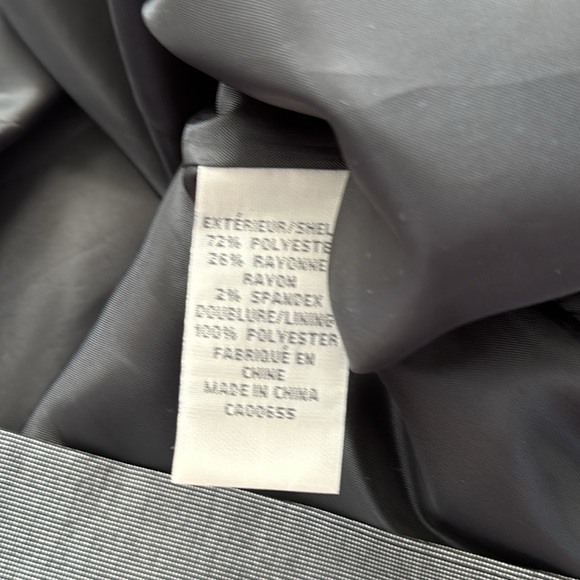 EXTÉRIEUR/SHEL
72% POLYESTE
26% RAYONNE
RAYON
2% SPANDEX
DOUBLURE/LINING
100% POLYESTER
FABRIQUÉ EN
CHINE
MADE IN CHINA
CA00655